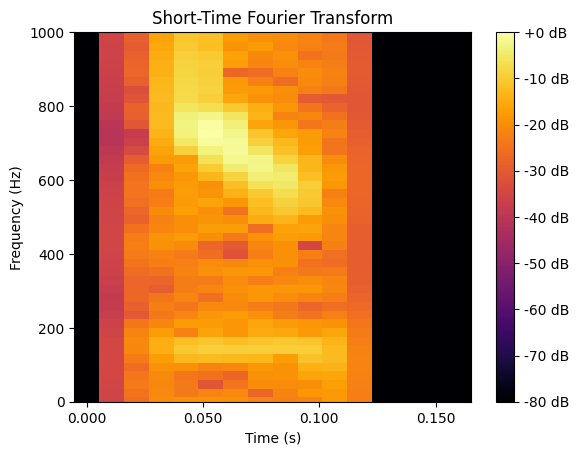 Short-Time Fourier Transform
1000
800
600
400
200
0
Frequency (Hz)
0.000
0.050
0.100
0.150
Time (s)
+0 dB
-10 dB
-20 dB
-30 dB
-40 dB
-50 dB
-60 dB
-70 dB
-80 dB